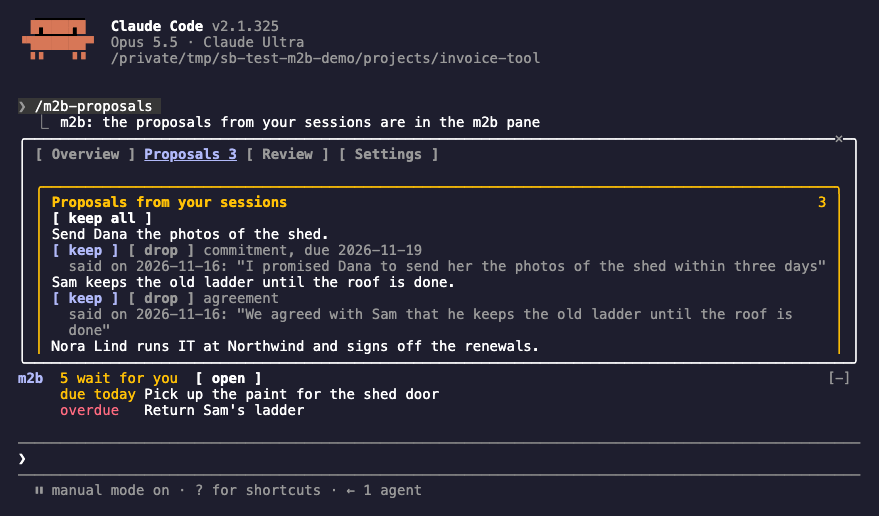 Claude Code v2.1.325
Opus 5.5 · Claude Ultra
/private/tmp/sb-test-m2b-demo/projects/invoice-tool
❯ /m2b-proposals
⎿ m2b: the proposals from your sessions are in the m2b pane
×
[ Overview ] Proposals 3 [ Review ] [ Settings ]
Proposals from your sessions 3
[ keep all ]
Send Dana the photos of the shed.
[ keep ] [ drop ] commitment, due 2026-11-19
said on 2026-11-16: "I promised Dana to send her the photos of the shed within three days"
Sam keeps the old ladder until the roof is done.
[ keep ] [ drop ] agreement
said on 2026-11-16: "We agreed with Sam that he keeps the old ladder until the roof is
done"
Nora Lind runs IT at Northwind and signs off the renewals.
m2b 5 wait for you [ open ] [−]
due today Pick up the paint for the shed door
overdue Return Sam's ladder
❯
⏸ manual mode on · ? for shortcuts · ← 1 agent